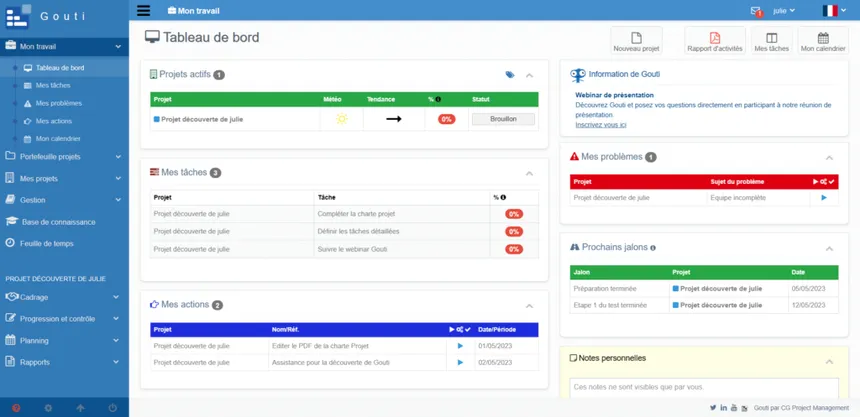 Gouti
Mon travail
1
julie
Mon travail
Tableau de bord
Mes tâches
Mes problèmes
Mes actions
Mon calendrier
Portefeuille projets
Mes projets
Gestion
Base de connaissance
Feuille de temps
PROJET DÉCOUVERTE DE JULIE
Cadrage
Progression et contrôle
Planning
Rapports
Tableau de bord
Nouveau projet
Rapport d'activités
Mes tâches
Mon calendrier
Projets actifs 1
Projet Météo Tendance % Statut
Projet découverte de julie 0% Brouillon
Mes tâches 3
Projet Tâche %
Projet découverte de julie Compléter la charte projet 0%
Projet découverte de julie Définir les tâches détaillées 0%
Projet découverte de julie Suivre le webinar Gouti 0%
Mes actions 2
Projet Nom/Réf. Date/Période
Projet découverte de julie Editer le PDF de la charte Projet 01/05/2023
Projet découverte de julie Assistance pour la découverte de Gouti 02/05/2023
Information de Gouti
Webinar de présentation
Découvrez Gouti et posez vos questions directement en participant à notre réunion de
présentation.
Inscrivez vous ici
Mes problèmes 1
Projet Sujet du problème
Projet découverte de julie Equipe incomplète
Prochains jalons
Jalon Projet Date
Préparation terminée Projet découverte de julie 05/05/2023
Etape 1 du test terminée Projet découverte de julie 12/05/2023
Notes personnelles
Ces notes ne sont visibles que par vous.
Gouti par CG Project Management